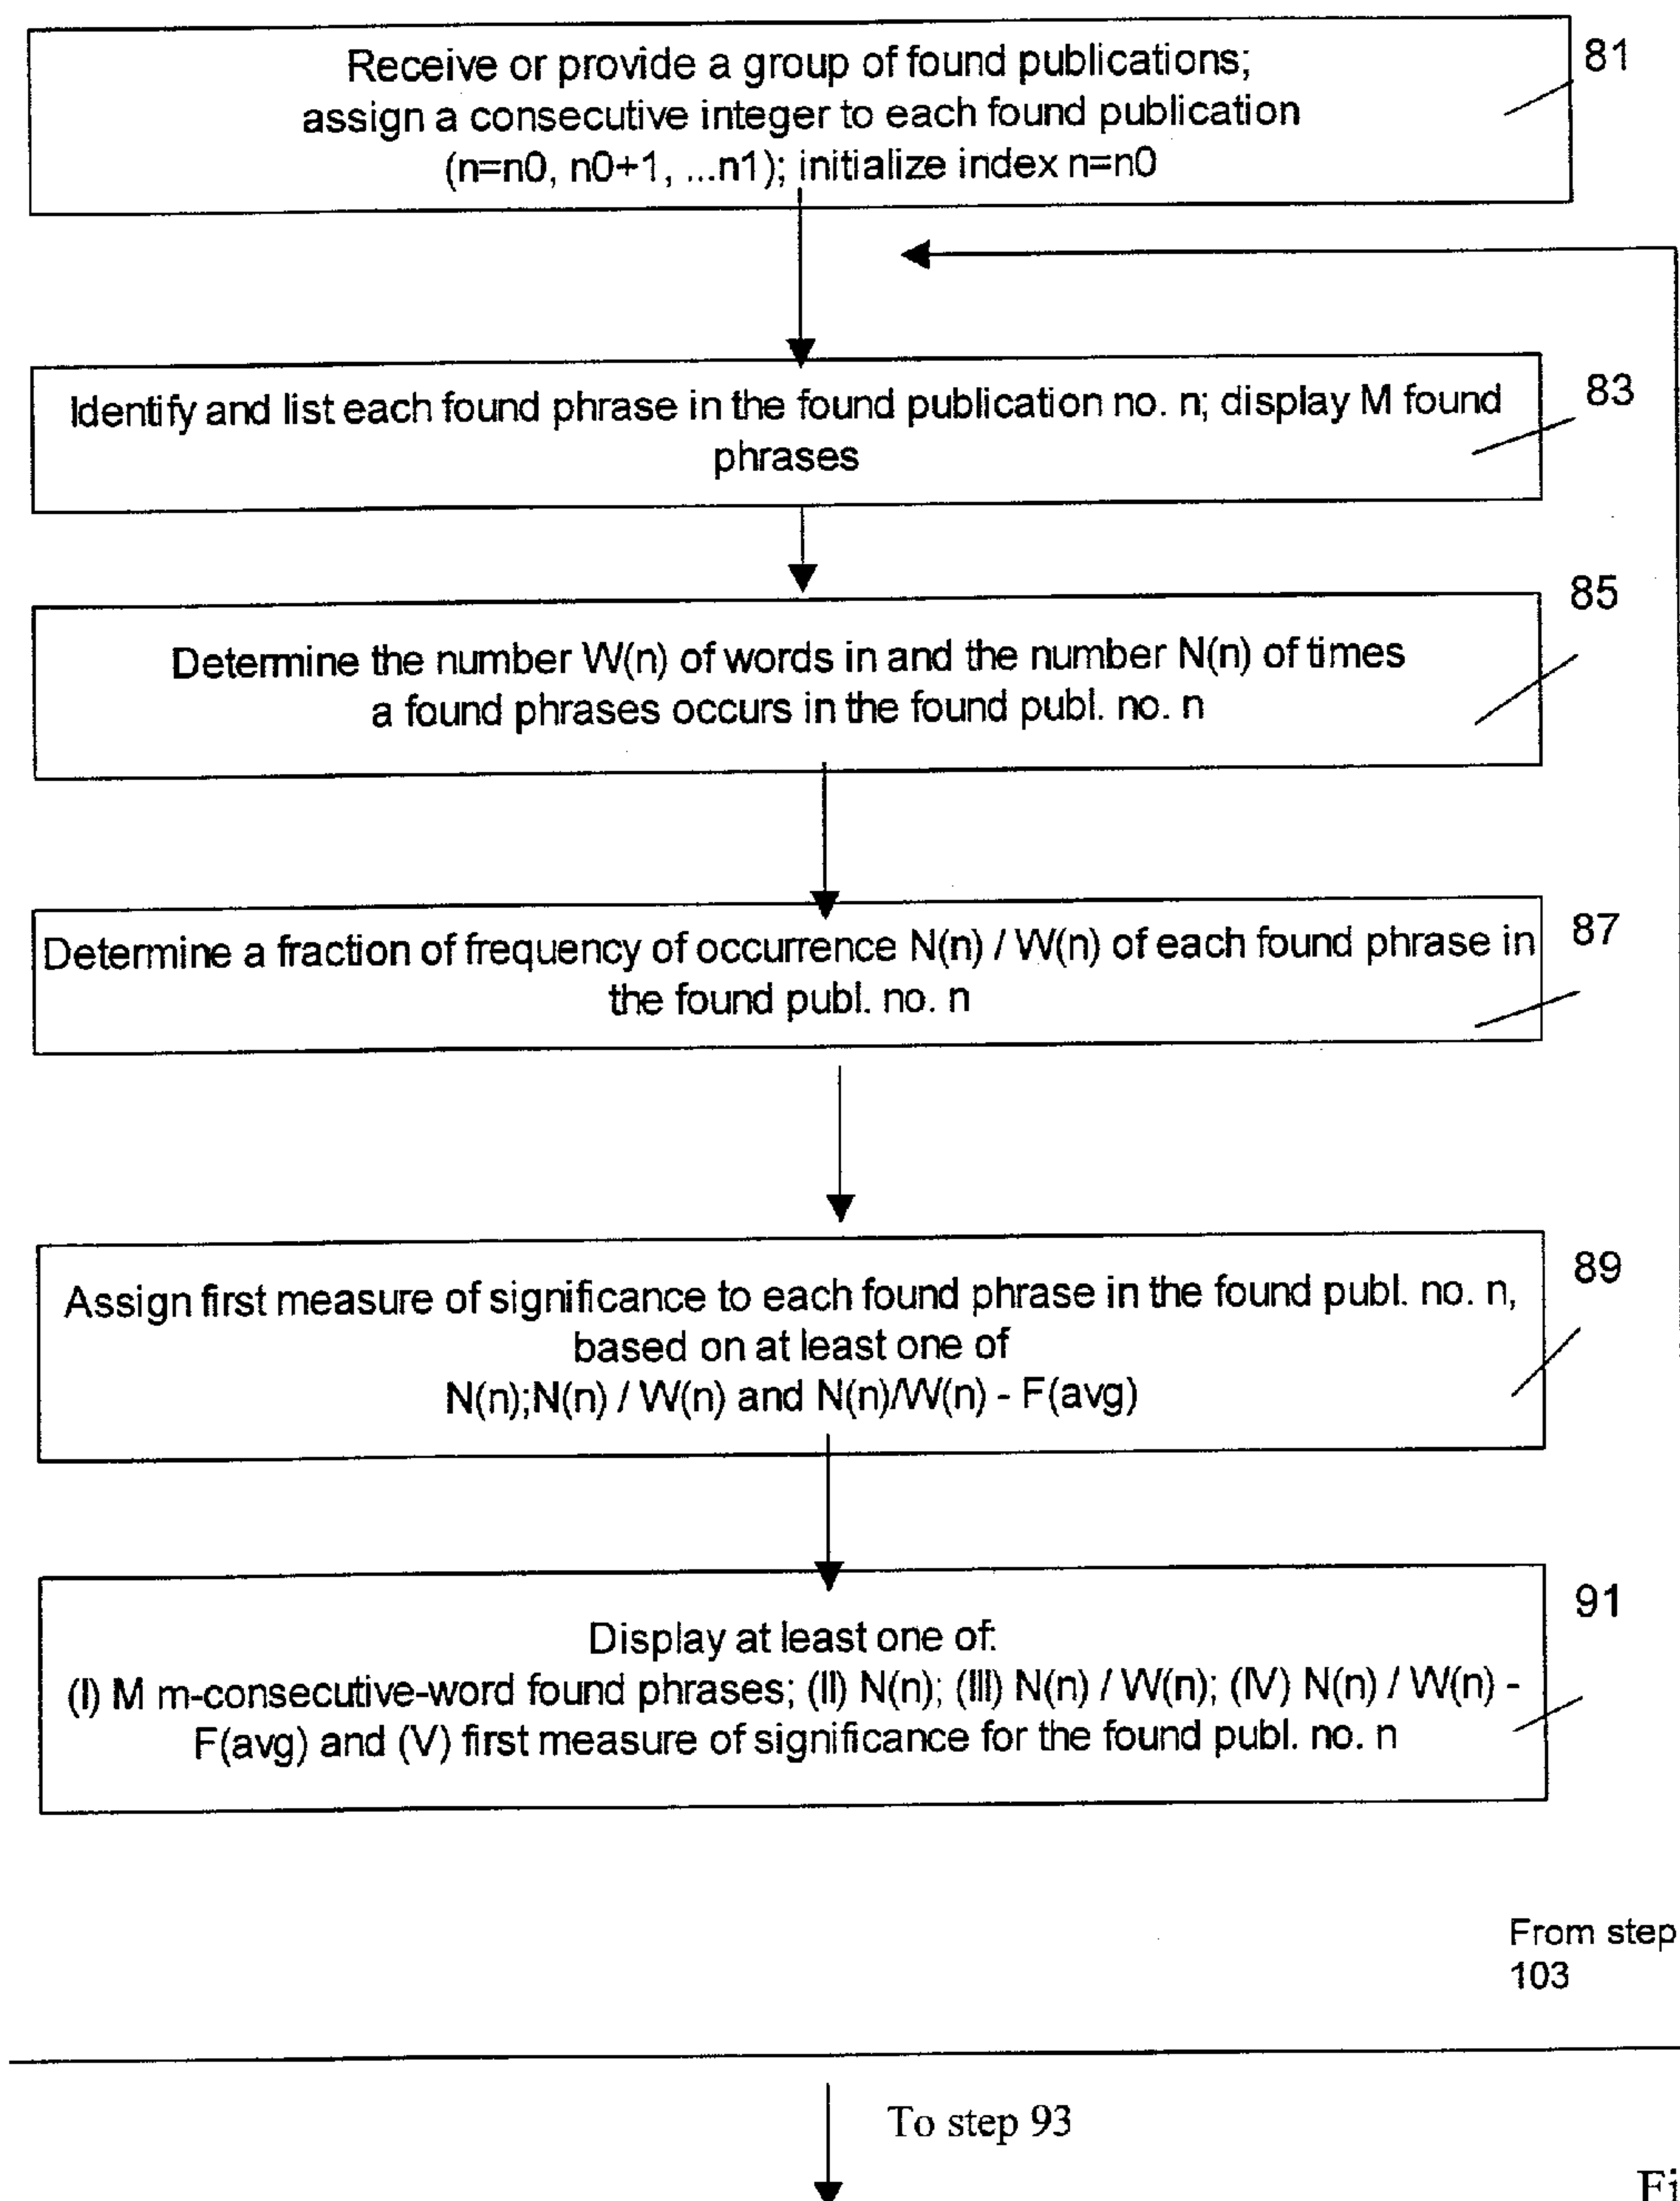 Receive or provide a group of found publications;
assign a consecutive integer to each found publication
(n=n0, n0+1, ...n1); initialize index n=n0
81
Identify and list each found phrase in the found publication no. n; display M found
phrases
83
Determine the number W(n) of words in and the number N(n) of times
a found phrases occurs in the found publ. no. n
85
Determine a fraction of frequency of occurrence N(n) / W(n) of each found phrase in
the found publ. no. n
87
Assign first measure of significance to each found phrase in the found publ. no. n,
based on at least one of
N(n);N(n) / W(n) and N(n)/W(n) - F(avg)
89
Display at least one of:
(I) M m-consecutive-word found phrases; (II) N(n); (III) N(n) / W(n); (IV) N(n) / W(n) -
F(avg) and (V) first measure of significance for the found publ. no. n
91
From step
103
To step 93